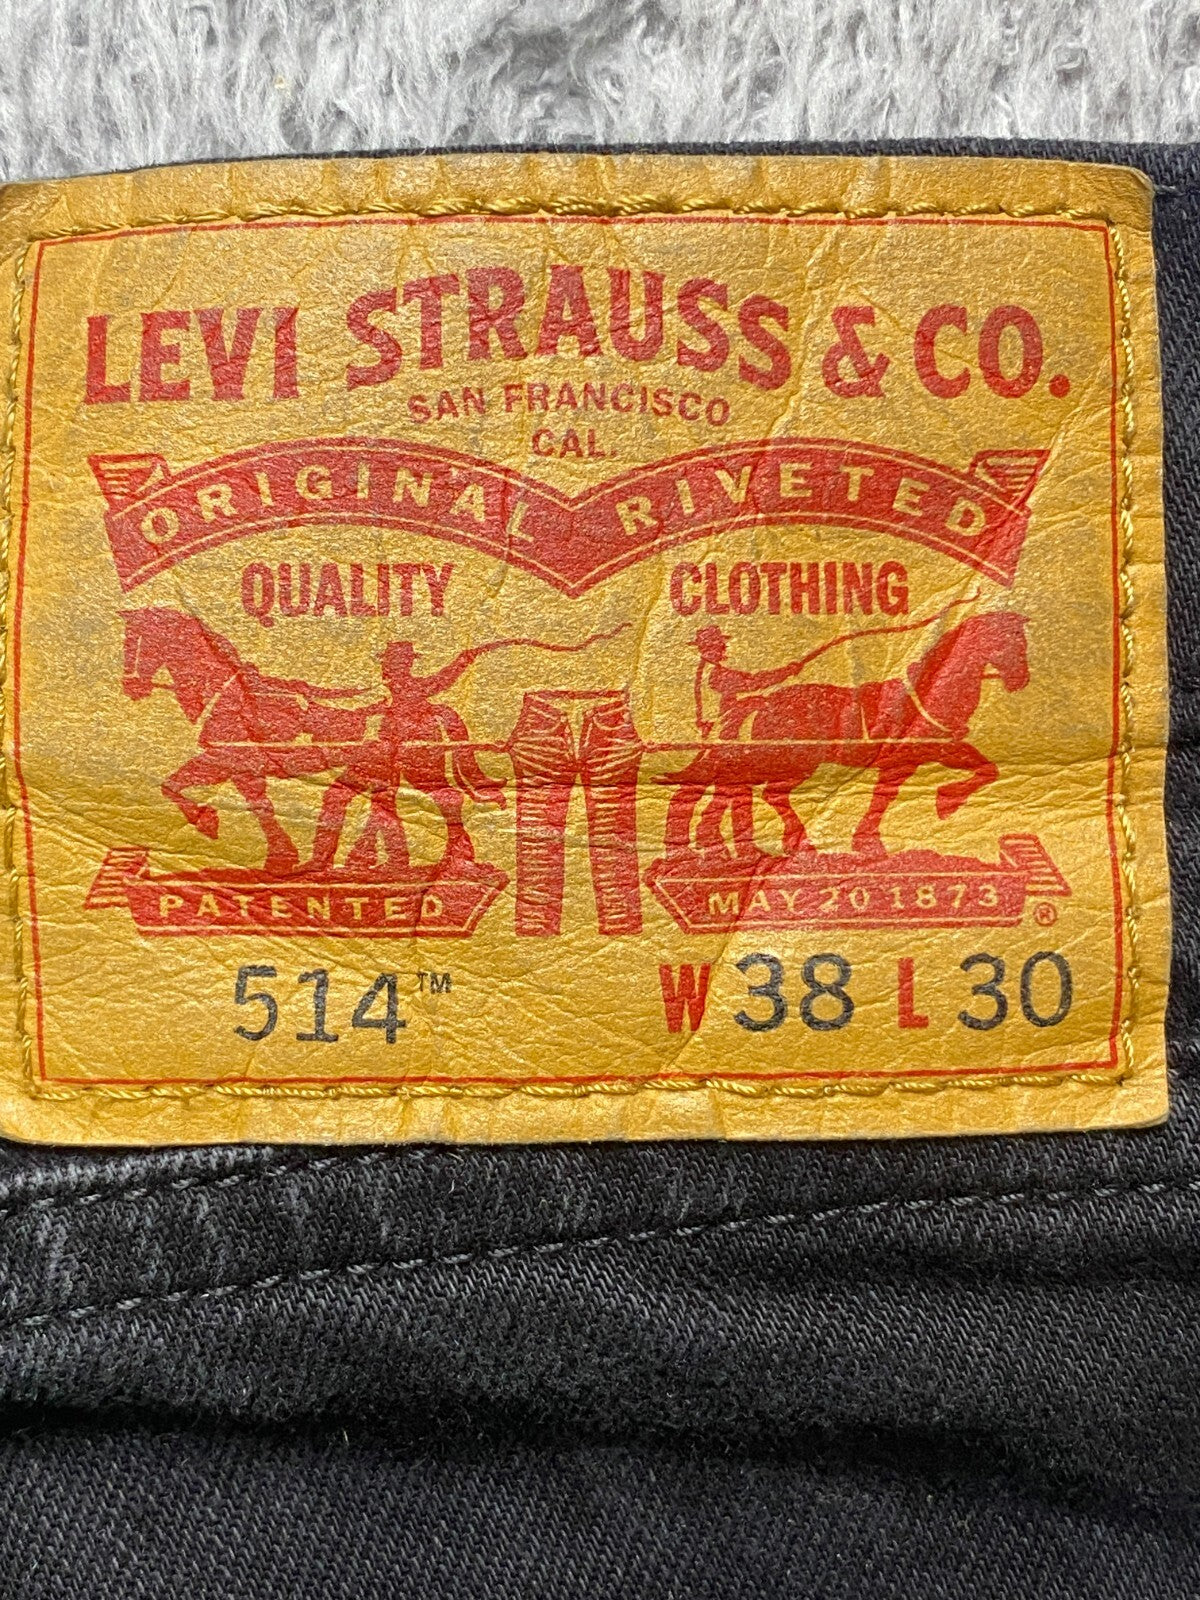 LEVI STRAUSS & CO.
SAN FRANCISCO
CAL.
ORIGINAL RIVETED
QUALITY CLOTHING
PATENTED MAY 20 1873 ®
514™ W 38 L 30